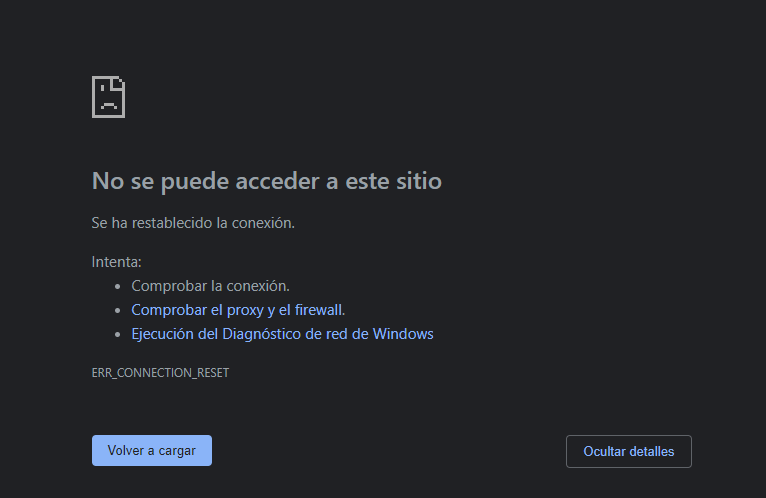 No se puede acceder a este sitio
Se ha restablecido la conexión.
Intenta:
Comprobar la conexión.
Comprobar el proxy y el firewall.
Ejecución del Diagnóstico de red de Windows
ERR_CONNECTION_RESET
Volver a cargar
Ocultar detalles